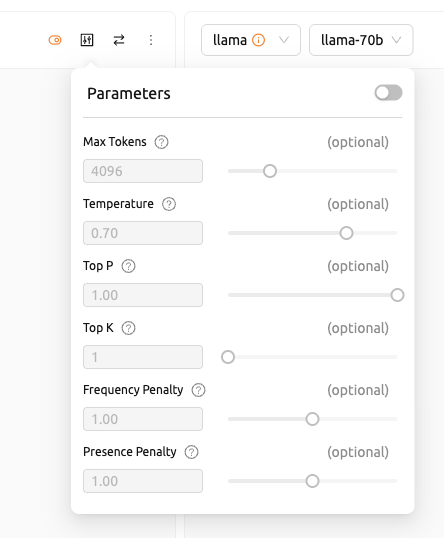 llama llama-70b
Parameters
Max Tokens (optional)
4096
Temperature (optional)
0.70
Top P (optional)
1.00
Top K (optional)
1
Frequency Penalty (optional)
1.00
Presence Penalty (optional)
1.00